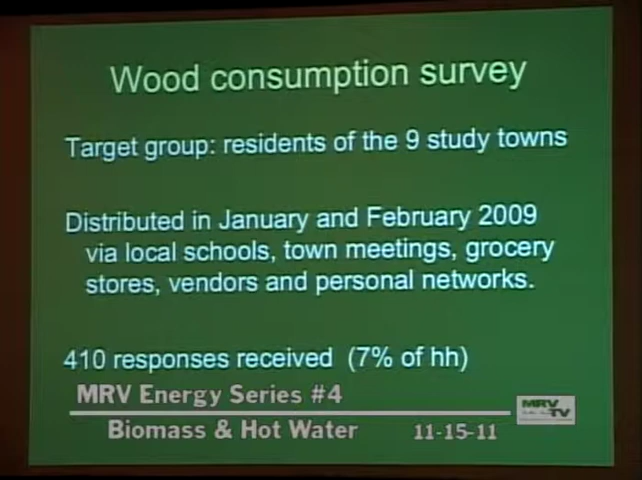 Wood consumption survey
Target group: residents of the 9 study towns
Distributed in January and February 2009
via local schools, town meetings, grocery
stores, vendors and personal networks.
410 responses received (7% of hh)
MRV Energy Series #4
Biomass & Hot Water 11-15-11
MRV
TV